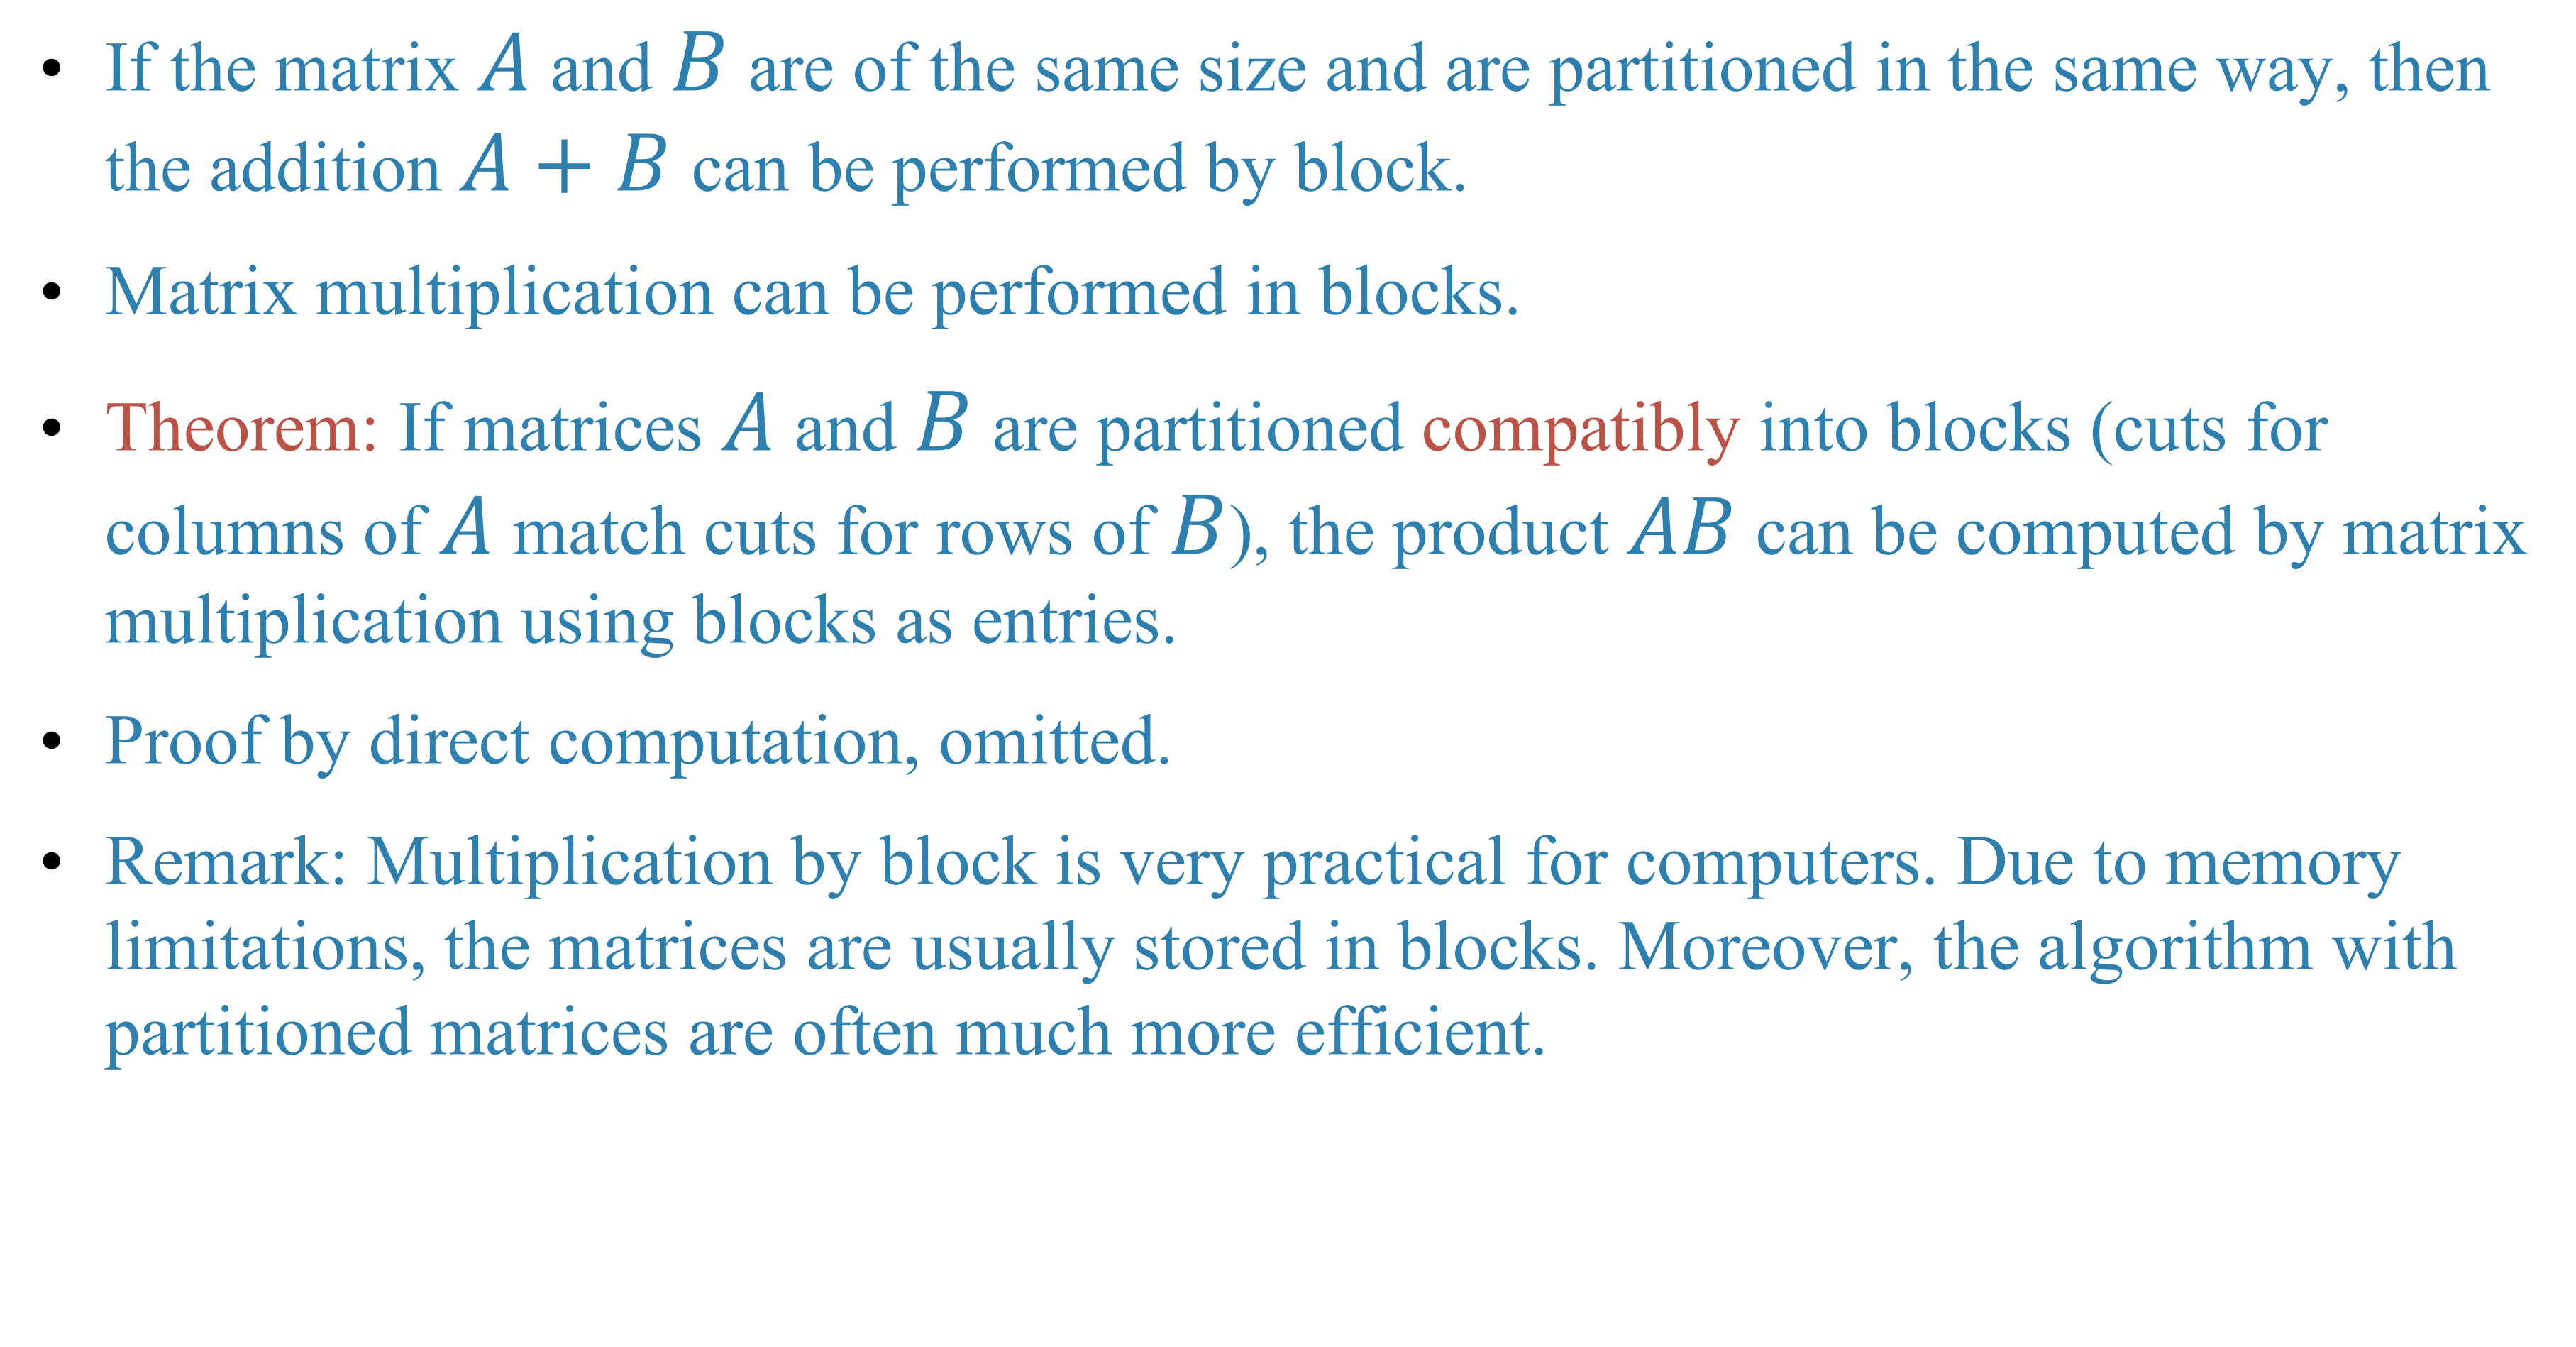 • If the matrix A and B are of the same size and are partitioned in the same way, then
the addition A + B can be performed by block.
• Matrix multiplication can be performed in blocks.
• Theorem: If matrices A and B are partitioned compatibly into blocks (cuts for
columns of A match cuts for rows of B), the product AB can be computed by matrix
multiplication using blocks as entries.
• Proof by direct computation, omitted.
• Remark: Multiplication by block is very practical for computers. Due to memory
limitations, the matrices are usually stored in blocks. Moreover, the algorithm with
partitioned matrices are often much more efficient.